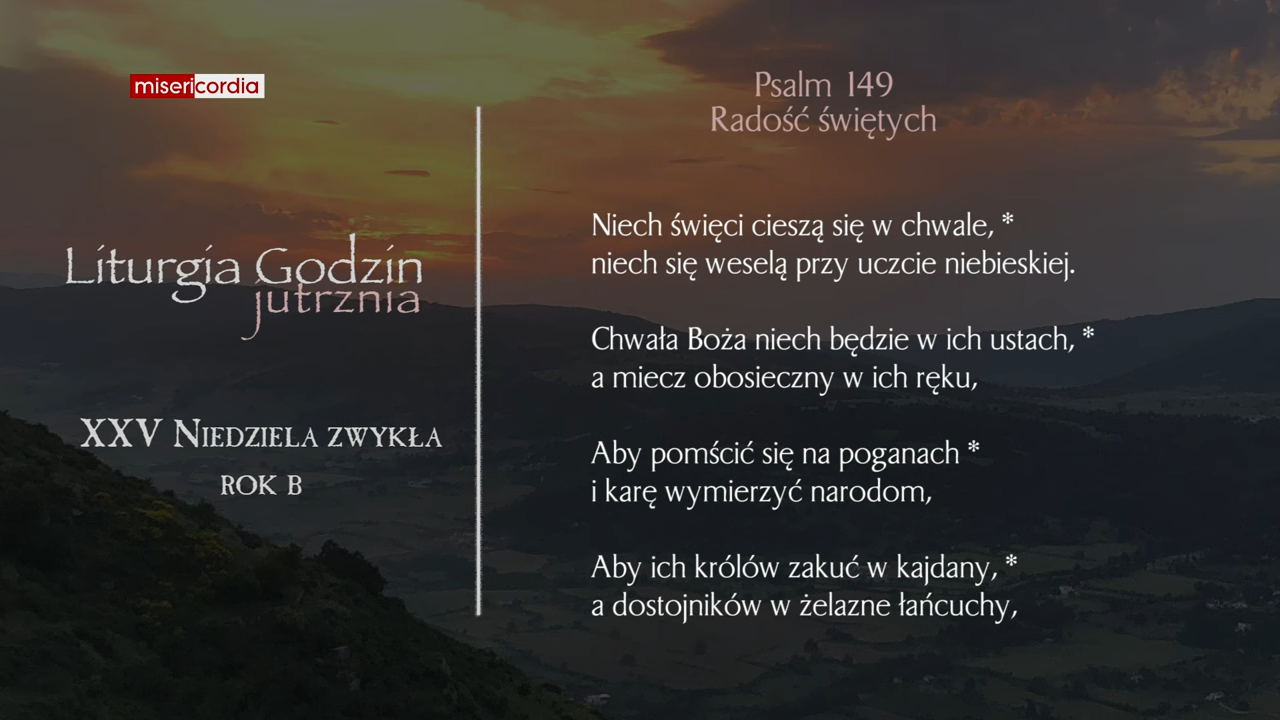 misericordia
Liturgia Godzin
jutrznia
XXV Niedziela zwykła
rok B
Psalm 149
Radość świętych
Niech święci cieszą się w chwale, *
niech się weselą przy uczcie niebieskiej.
Chwała Boża niech będzie w ich ustach, *
a miecz obosieczny w ich ręku,
Aby pomścić się na poganach *
i karę wymierzyć narodom,
Aby ich królów zakuć w kajdany, *
a dostojników w żelazne łańcuchy,